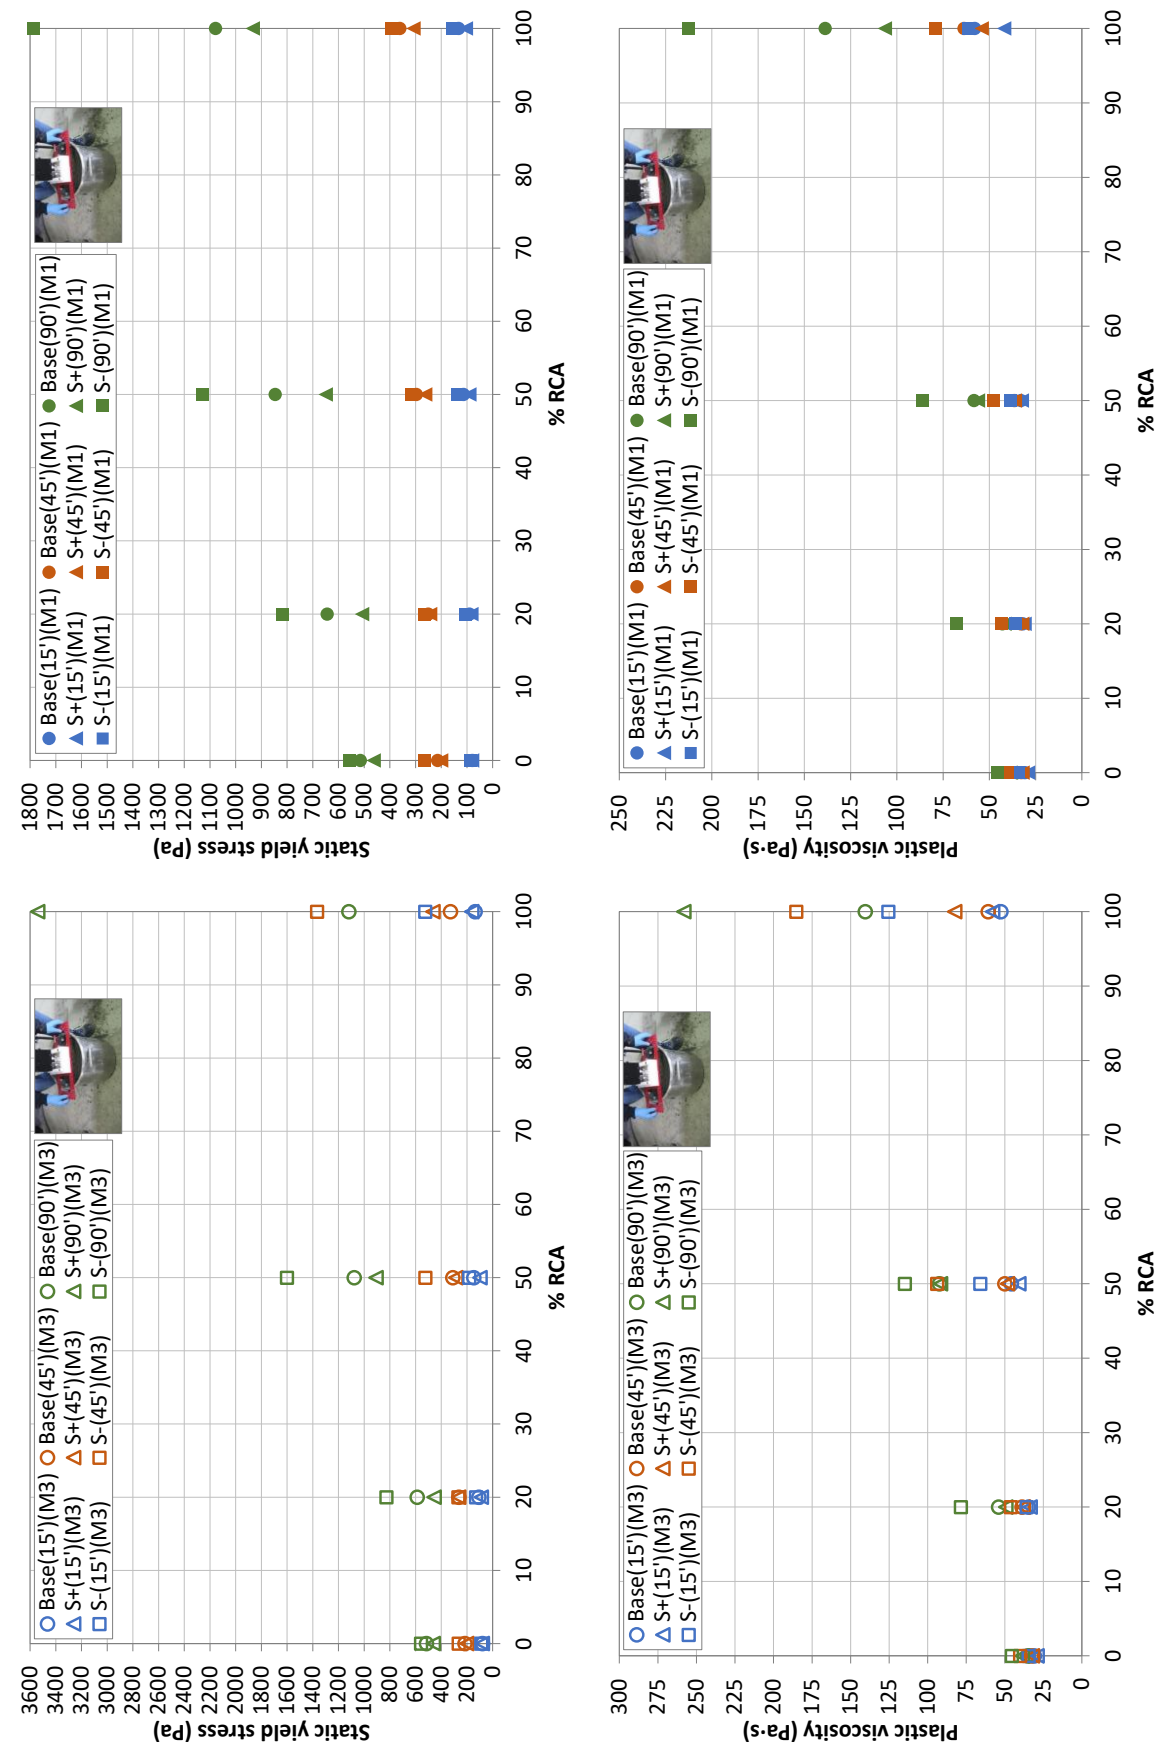 Static yield stress (Pa)
3600
3400
3200
3000
2800
2600
2400
2200
2000
1800
1600
1400
1200
1000
800
600
400
200
0
Base(15')(M3) Base(45')(M3) Base(90')(M3)
S+(15')(M3) S+(45')(M3) S+(90')(M3)
S-(15')(M3) S-(45')(M3) S-(90')(M3)
0 10 20 30 40 50 60 70 80 90 100
% RCA
Static yield stress (Pa)
1800
1700
1600
1500
1400
1300
1200
1100
1000
900
800
700
600
500
400
300
200
100
0
Base(15')(M1) Base(45')(M1) Base(90')(M1)
S+(15')(M1) S+(45')(M1) S+(90')(M1)
S-(15')(M1) S-(45')(M1) S-(90')(M1)
0 10 20 30 40 50 60 70 80 90 100
% RCA
Plastic viscosity (Pa·s)
300
275
250
225
200
175
150
125
100
75
50
25
0
Base(15')(M3) Base(45')(M3) Base(90')(M3)
S+(15')(M3) S+(45')(M3) S+(90')(M3)
S-(15')(M3) S-(45')(M3) S-(90')(M3)
0 10 20 30 40 50 60 70 80 90 100
% RCA
Plastic viscosity (Pa·s)
250
225
200
175
150
125
100
75
50
25
0
Base(15')(M1) Base(45')(M1) Base(90')(M1)
S+(15')(M1) S+(45')(M1) S+(90')(M1)
S-(15')(M1) S-(45')(M1) S-(90')(M1)
0 10 20 30 40 50 60 70 80 90 100
% RCA